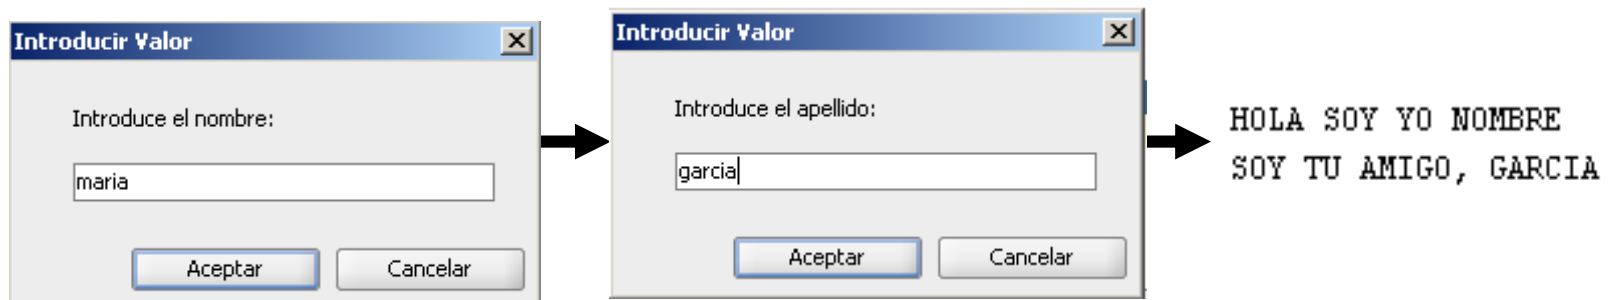 Introducir Valor
Introduce el nombre:
maria
Aceptar
Cancelar
Introducir Valor
Introduce el apellido:
garcia
Aceptar
Cancelar
HOLA SOY YO NOMBRE
SOY TU AMIGO, GARCIA